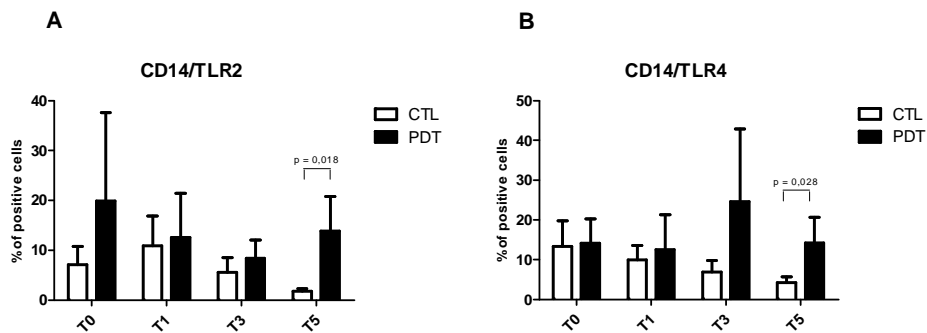 A
CD14/TLR2
% of positive cells
40
30
20
10
0
T0
T1
T3
T5
p = 0,018
CTL
PDT
B
CD14/TLR4
% of positive cells
50
40
30
20
10
0
T0
T1
T3
T5
p = 0,028
CTL
PDT